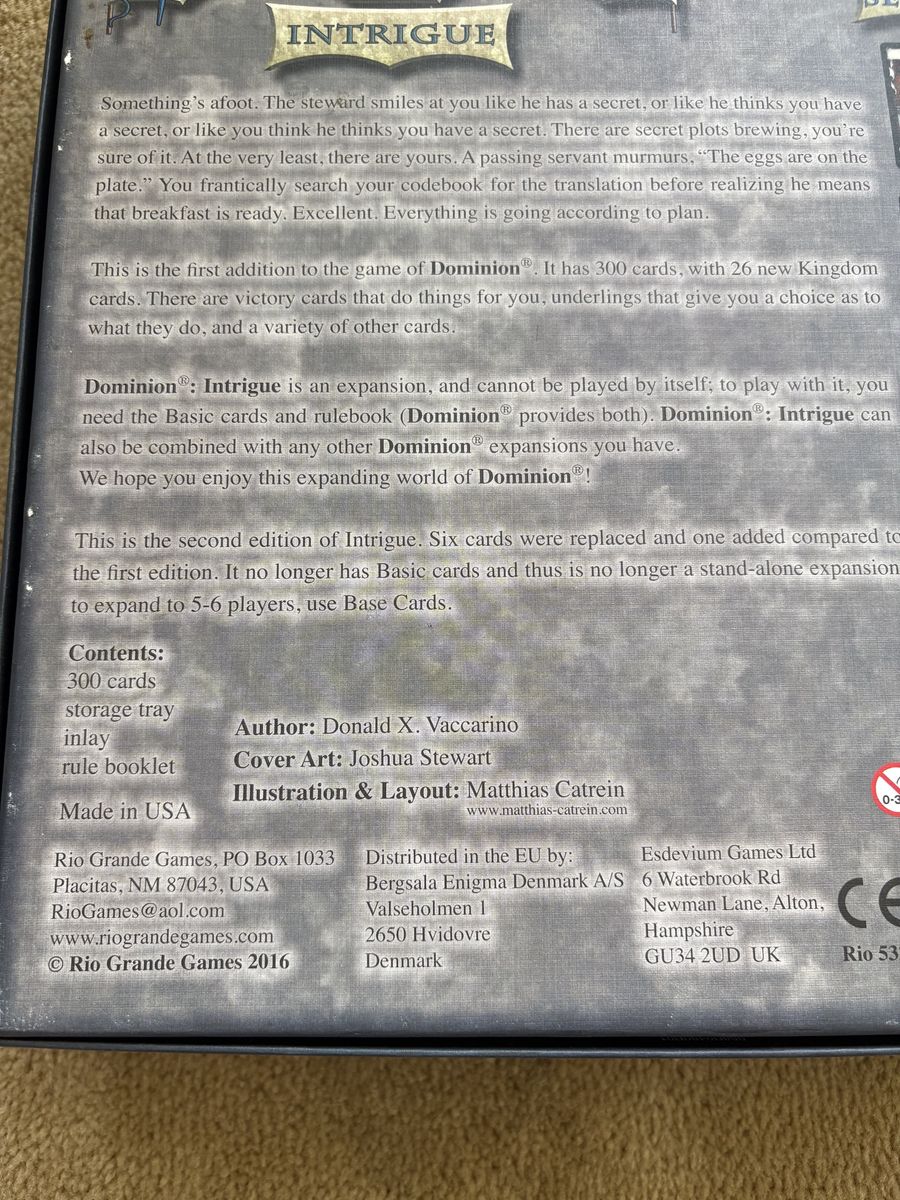 INTRIGUE
Something's afoot. The steward smiles at you like he has a secret, or like he thinks you have
a secret, or like you think he thinks you have a secret. There are secret plots brewing, you're
sure of it. At the very least, there are yours. A passing servant murmurs, “The eggs are on the
plate.” You frantically search your codebook for the translation before realizing he means
that breakfast is ready. Excellent. Everything is going according to plan.
This is the first addition to the game of Dominion®. It has 300 cards, with 26 new Kingdom
cards. There are victory cards that do things for you, underlings that give you a choice as to
what they do, and a variety of other cards.
Dominion®: Intrigue is an expansion, and cannot be played by itself; to play with it, you
need the Basic cards and rulebook (Dominion® provides both). Dominion®: Intrigue can
also be combined with any other Dominion® expansions you have.
We hope you enjoy this expanding world of Dominion®!
This is the second edition of Intrigue. Six cards were replaced and one added compared to
the first edition. It no longer has Basic cards and thus is no longer a stand-alone expansion
to expand to 5-6 players, use Base Cards.
Contents:
300 cards
storage tray
inlay
rule booklet
Made in USA
Author: Donald X. Vaccarino
Cover Art: Joshua Stewart
Illustration & Layout: Matthias Catrein
www.matthias-catrein.com
0-3
Rio Grande Games, PO Box 1033
Placitas, NM 87043, USA
RioGames@aol.com
www.riograndegames.com
© Rio Grande Games 2016
Distributed in the EU by:
Bergsala Enigma Denmark A/S
Valseholmen 1
2650 Hvidovre
Denmark
Esdevium Games Ltd
6 Waterbrook Rd
Newman Lane, Alton,
Hampshire
GU34 2UD UK
CE
Rio 53